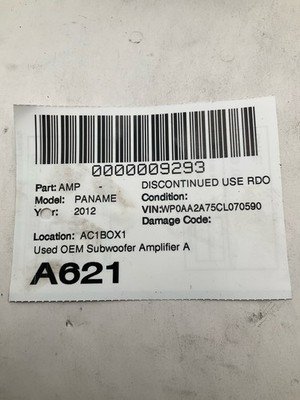 0000009293
Part: AMP - DISCONTINUED USE RDO
Model: PANAME Condition:
Year: 2012 VIN:WP0AA2A75CL070590
Damage Code:
Location: AC1BOX1
Used OEM Subwoofer Amplifier A
A621